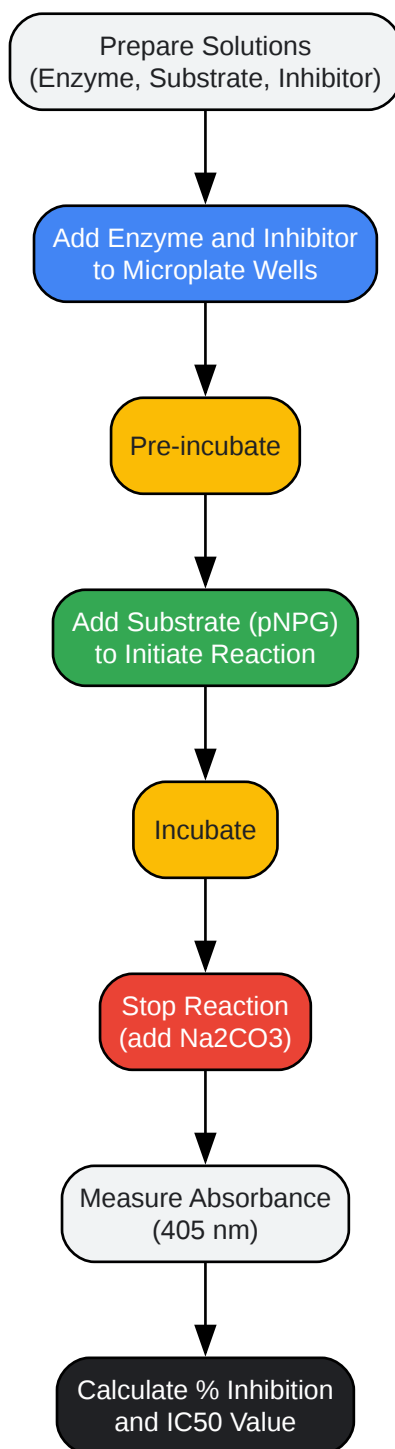 Prepare Solutions
(Enzyme, Substrate, Inhibitor)
Add Enzyme and Inhibitor
to Microplate Wells
Pre-incubate
Add Substrate (pNPG)
to Initiate Reaction
Incubate
Stop Reaction
(add Na2CO3)
Measure Absorbance
(405 nm)
Calculate % Inhibition
and IC50 Value